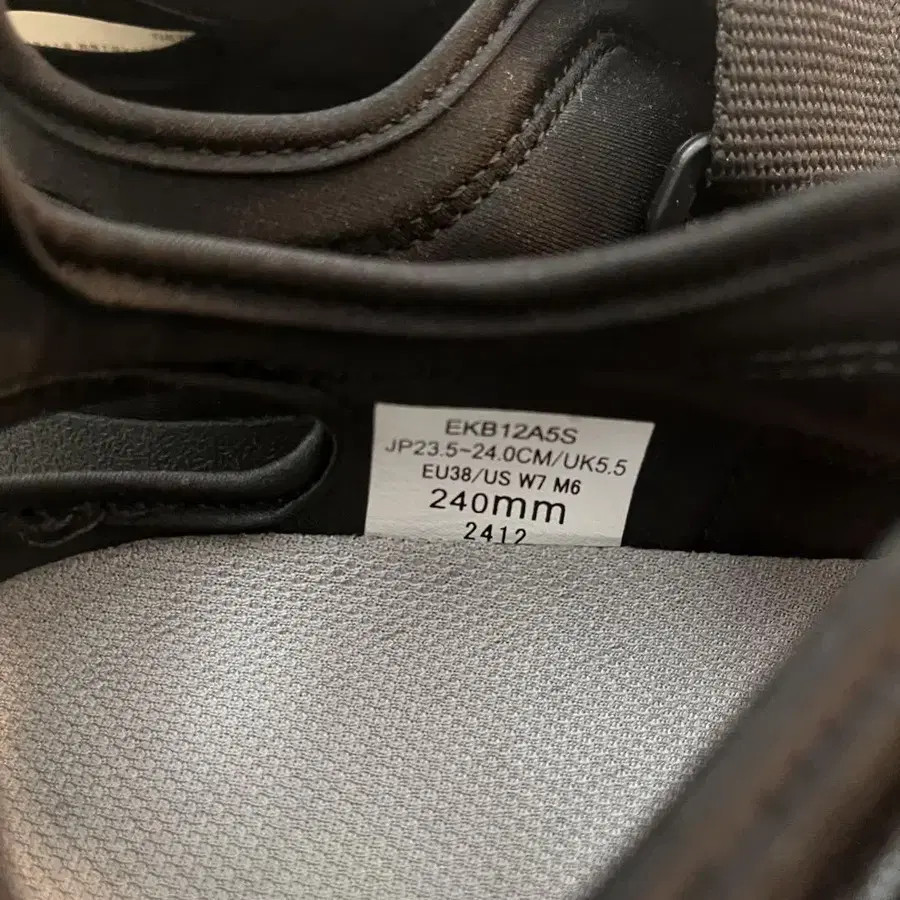 EKB12A5S
JP23.5~24.0CM/UK5.5
EU38/US W7 M6
240mm
2412